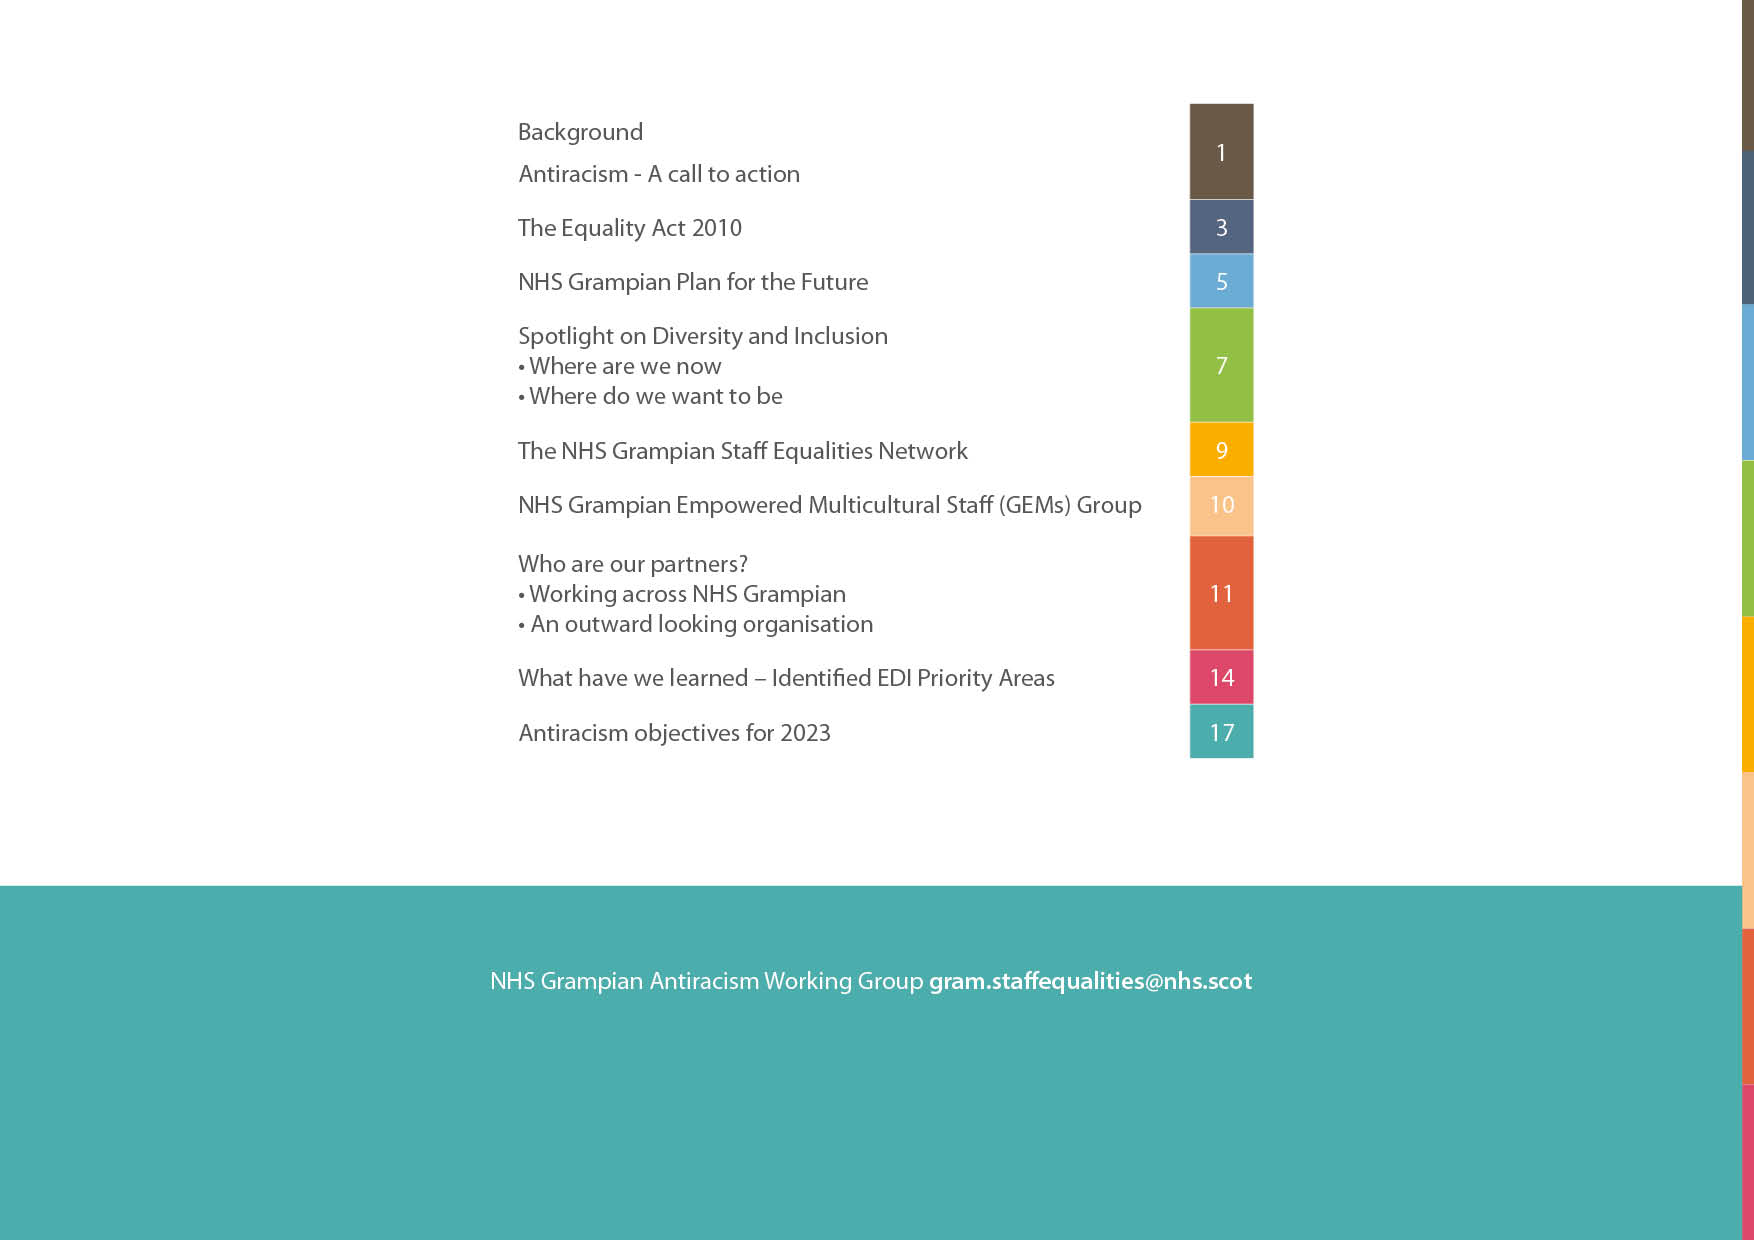 Background
Antiracism - A call to action
1
The Equality Act 2010 3
NHS Grampian Plan for the Future 5
Spotlight on Diversity and Inclusion
• Where are we now
• Where do we want to be
7
The NHS Grampian Staff Equalities Network 9
NHS Grampian Empowered Multicultural Staff (GEMs) Group 10
Who are our partners?
• Working across NHS Grampian
• An outward looking organisation
11
What have we learned – Identified EDI Priority Areas 14
Antiracism objectives for 2023 17
NHS Grampian Antiracism Working Group gram.staffequalities@nhs.scot